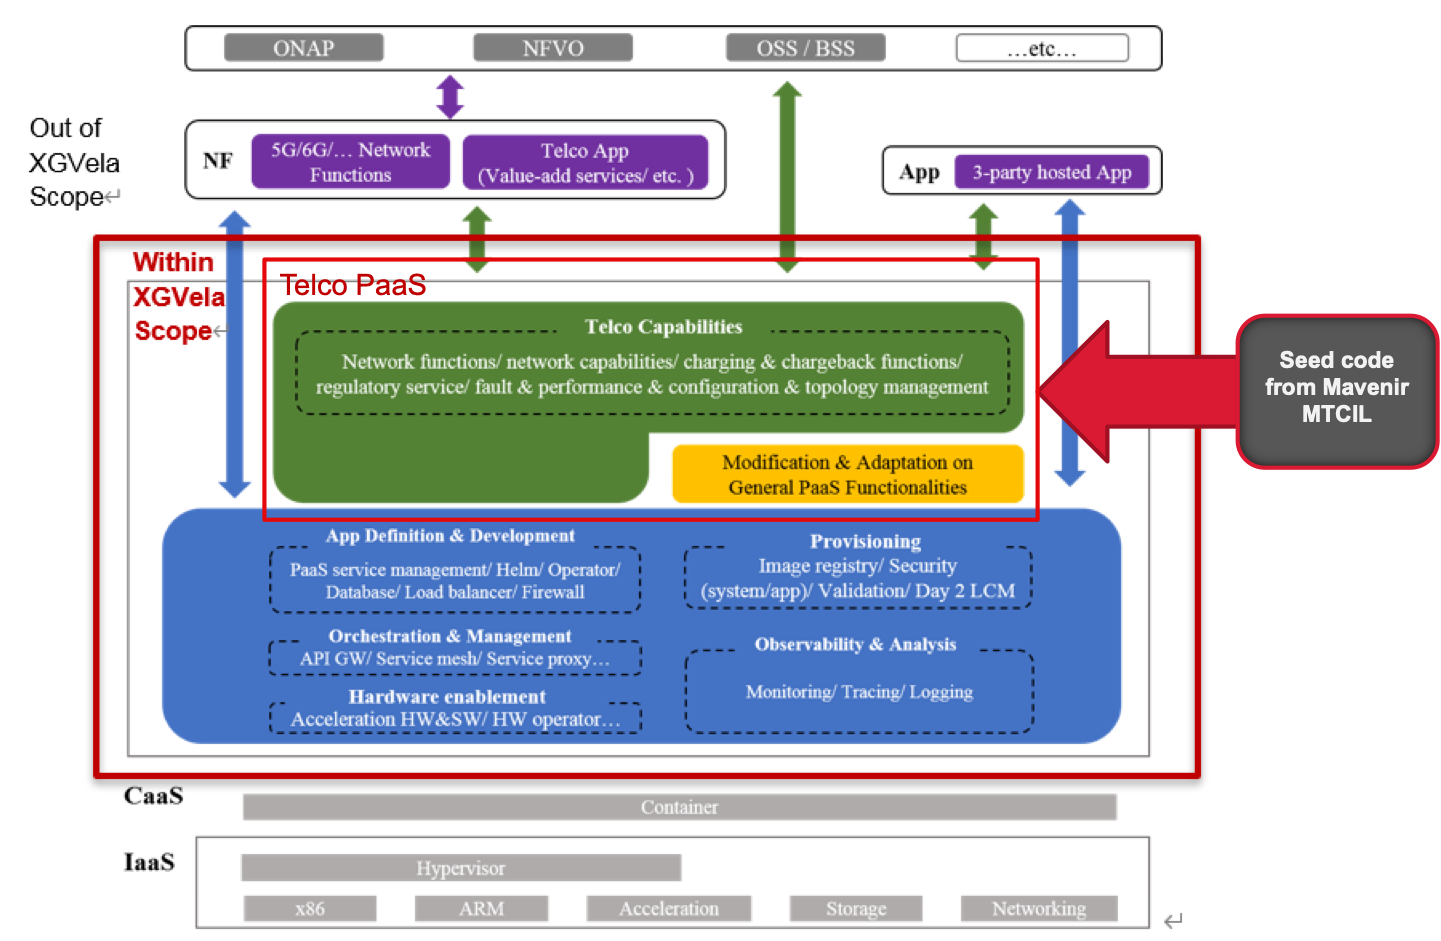 ONAP
NFVO
OSS / BSS
…etc…
Out of
XGVela
Scope↵
NF
5G/6G/… Network
Functions
Telco App
(Value-add services/ etc. )
App
3-party hosted App
Within
XGVela
Scope↵
Telco PaaS
Telco Capabilities
Network functions/ network capabilities/ charging & chargeback functions/
regulatory service/ fault & performance & configuration & topology management
Seed code
from Mavenir
MTCIL
Modification & Adaptation on
General PaaS Functionalities
App Definition & Development
PaaS service management/ Helm/ Operator/
Database/ Load balancer/ Firewall
Provisioning
Image registry/ Security
(system/app)/ Validation/ Day 2 LCM
Orchestration & Management
API GW/ Service mesh/ Service proxy…
Observability & Analysis
Monitoring/ Tracing/ Logging
Hardware enablement
Acceleration HW&SW/ HW operator…
CaaS
Container
IaaS
Hypervisor
x86
ARM
Acceleration
Storage
Networking
↵